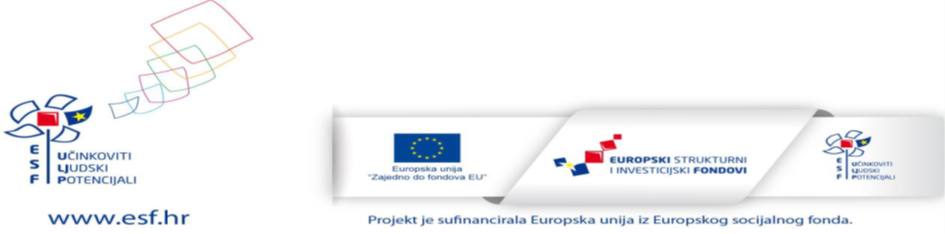 ESF
UČINKOVITI
LJUDSKI
POTENCIJALI
www.esf.hr
Europska unija
"Zajedno do fondova EU"
EUROPSKI STRUKTURNI
I INVESTICIJSKI FONDOVI
ESF
UČINKOVITI
LJUDSKI
POTENCIJALI
Projekt je sufinancirala Europska unija iz Europskog socijalnog fonda.